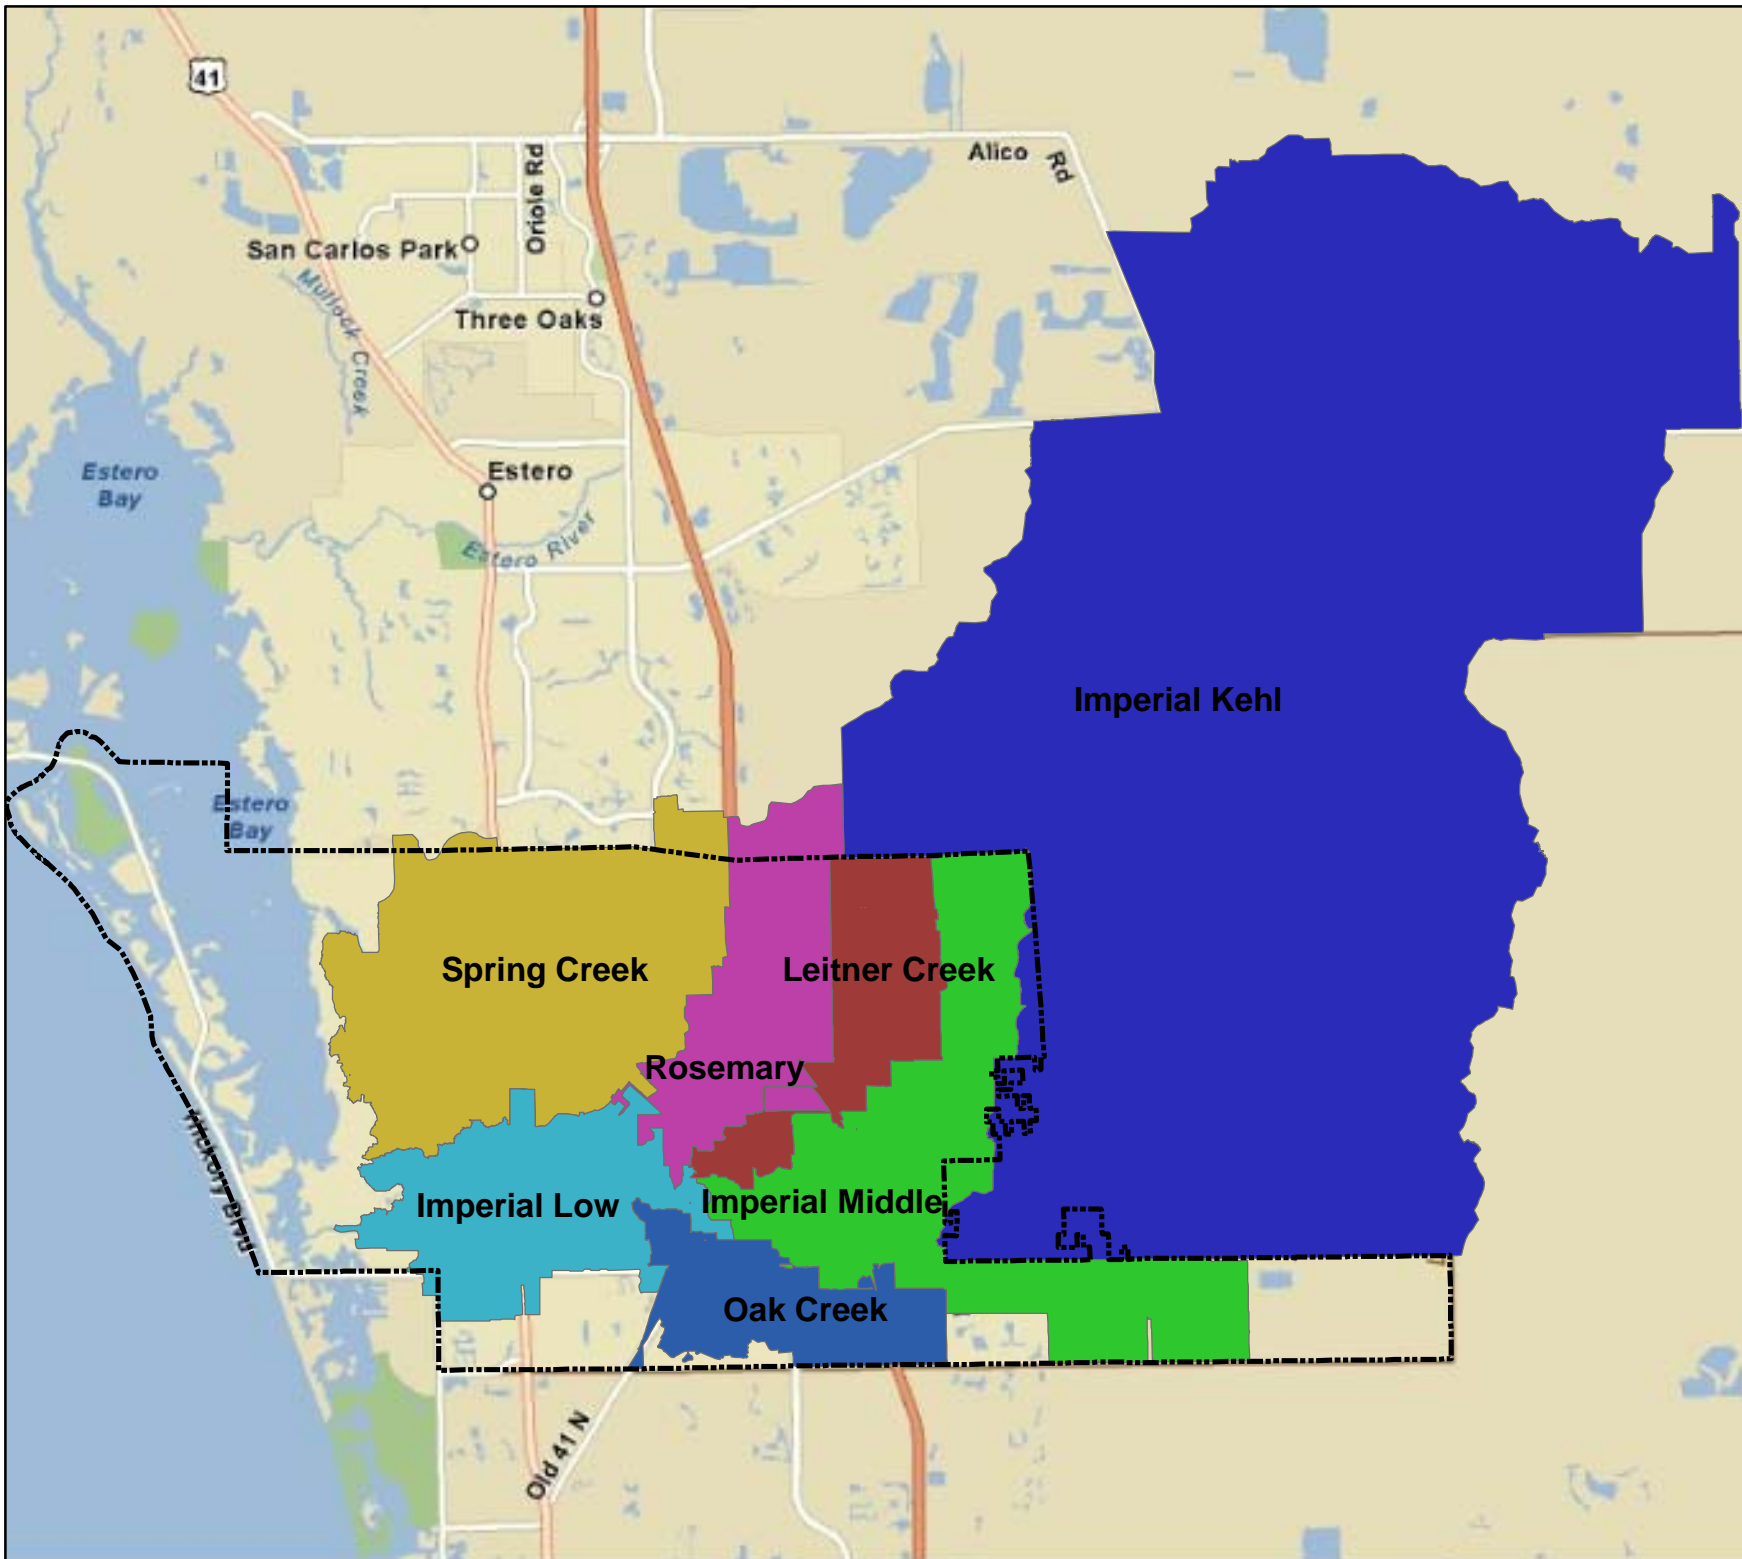 41
Alico Rd
Oriole Rd
San Carlos Park
Mullock Creek
Three Oaks
Estero
Bay
Estero
Estero River
Imperial Kehl
Estero
Bay
Spring Creek
Leitner Creek
Rosemary
Hickory Blvd
Imperial Low
Imperial Middle
Oak Creek
Old 41 N